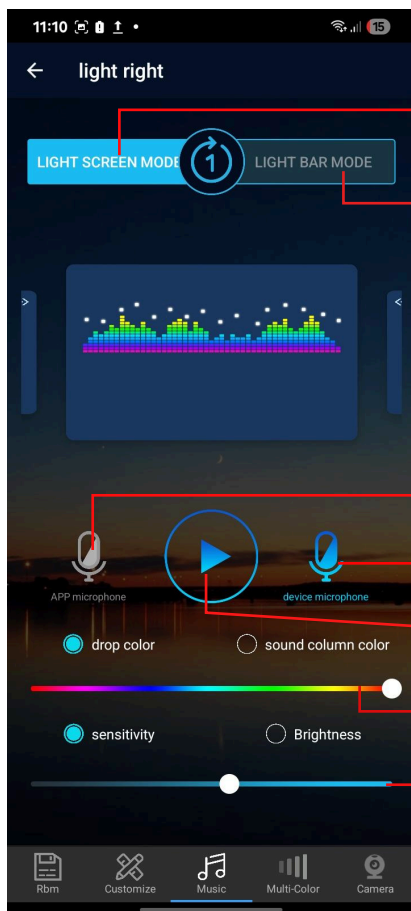 11:10
15
light right
LIGHT SCREEN MODE
1
LIGHT BAR MODE
APP microphone
device microphone
drop color
sound column color
sensitivity
Brightness
Rbm
Customize
Music
Multi-Color
Camera